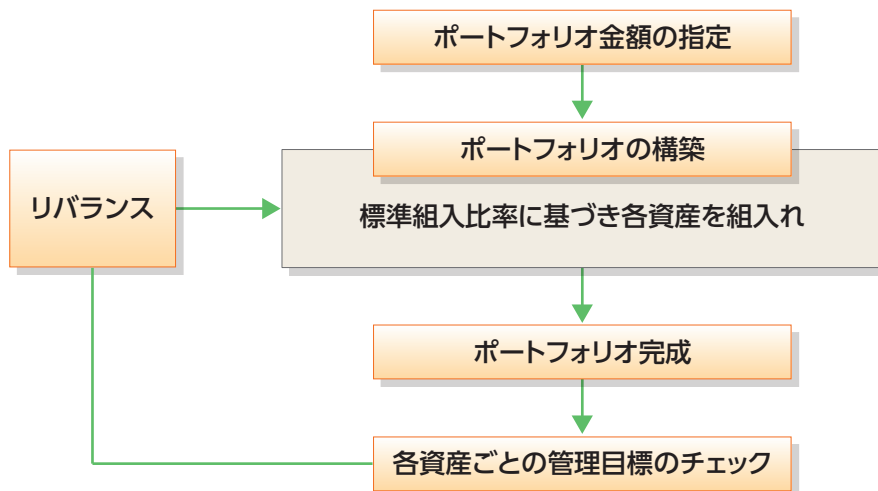 ポートフォリオ金額の指定
ポートフォリオの構築
リバランス
標準組入比率に基づき各資産を組入れ
ポートフォリオ完成
各資産ごとの管理目標のチェック